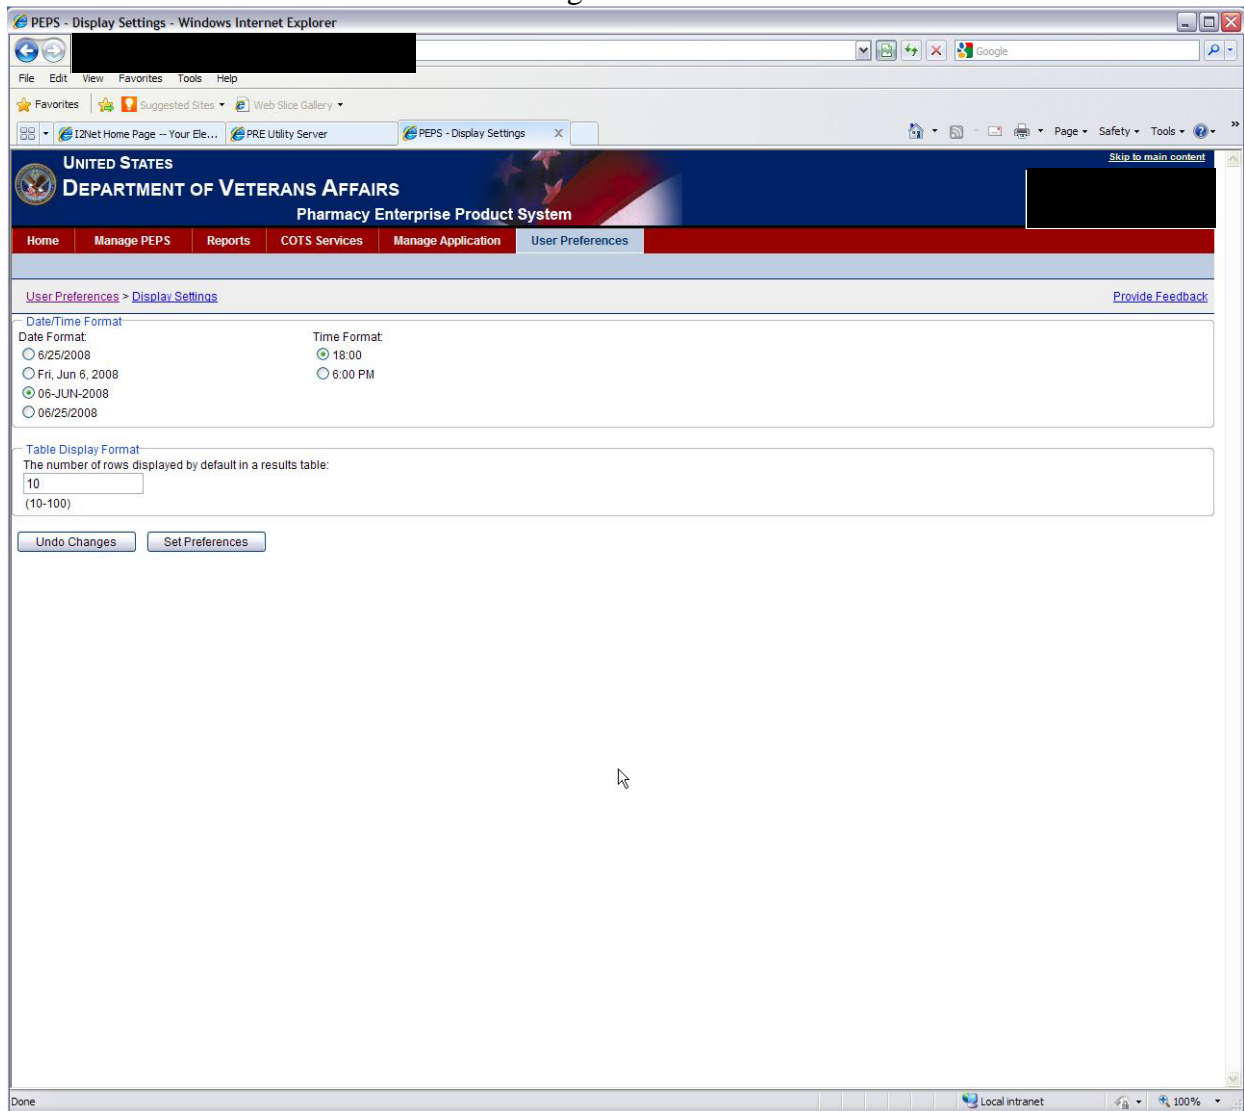 PEPS - Display Settings - Windows Internet Explorer
Google
File Edit View Favorites Tools Help
Favorites Suggested Sites Web Slice Gallery
I2Net Home Page -- Your Ele... PRE Utility Server PEPS - Display Settings X Page Safety Tools »
Skip to main content
UNITED STATES
DEPARTMENT OF VETERANS AFFAIRS
Pharmacy Enterprise Product System
Home Manage PEPS Reports COTS Services Manage Application User Preferences
User Preferences > Display Settings Provide Feedback
Date/Time Format
Date Format: Time Format:
6/25/2008 18:00
Fri, Jun 6, 2008 6:00 PM
06-JUN-2008
06/25/2008
Table Display Format
The number of rows displayed by default in a results table:
10
(10-100)
Undo Changes Set Preferences
Done Local intranet 100%